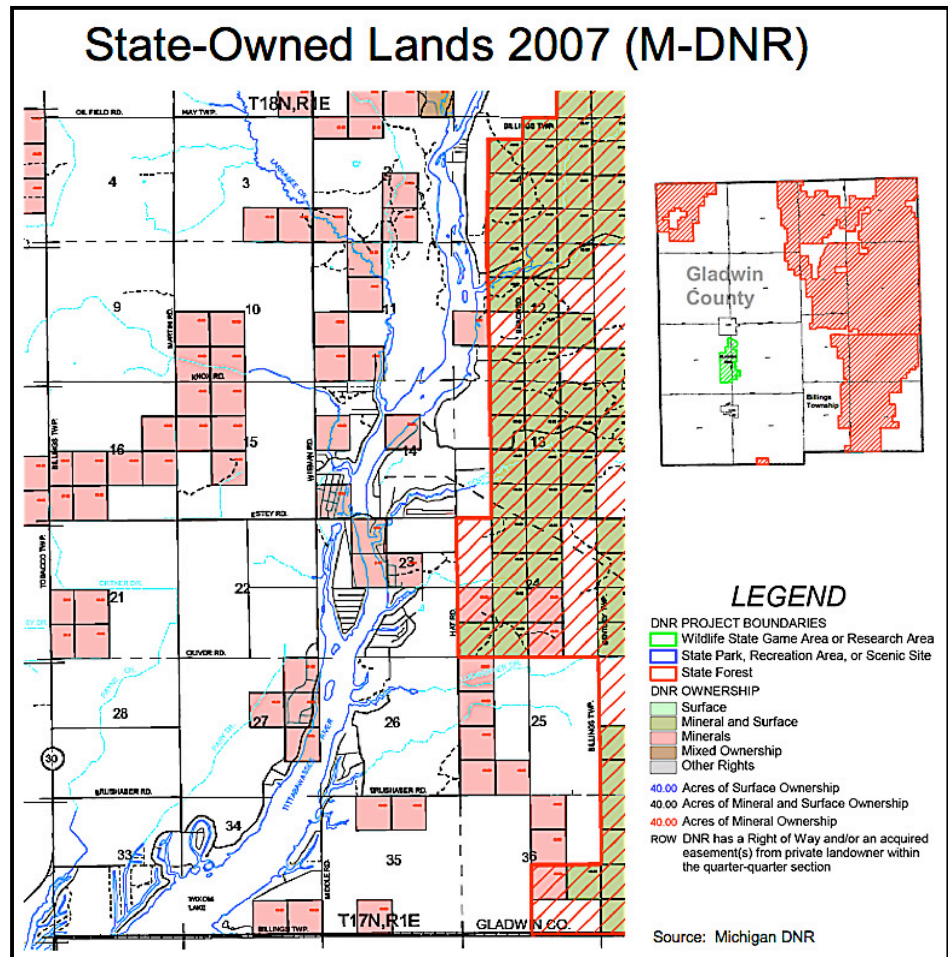 State-Owned Lands 2007 (M-DNR)
T18N,R1E
OIL FIELD RD.
MAY TWP.
BILLINGS TWP.
LARRABEE CR.
4
3
2
Gladwin
County
9
10
11
12
MARTIN RD.
KNOX RD.
Billings
Township
16
15
14
13
BILLINGS TWP.
ESTEY RD.
TOBACCO TWP.
21
22
23
24
HAT RD.
OLIVER RD.
LEGEND
DNR PROJECT BOUNDARIES
Wildlife State Game Area or Research Area
State Park, Recreation Area, or Scenic Site
State Forest
DNR OWNERSHIP
Surface
Mineral and Surface
Minerals
Mixed Ownership
Other Rights
40.00 Acres of Surface Ownership
40.00 Acres of Mineral and Surface Ownership
40.00 Acres of Mineral Ownership
ROW DNR has a Right of Way and/or an acquired
easement(s) from private landowner within
the quarter-quarter section
28
27
26
25
BILLINGS TWP.
TITTABAWASSEE RIVER
30
BRUSHABER RD.
BRUSHABER RD.
33
34
35
36
MIDDLE RD.
LAKE
BILLINGS TWP.
T17N,R1E
GLADWIN CO.
Source: Michigan DNR